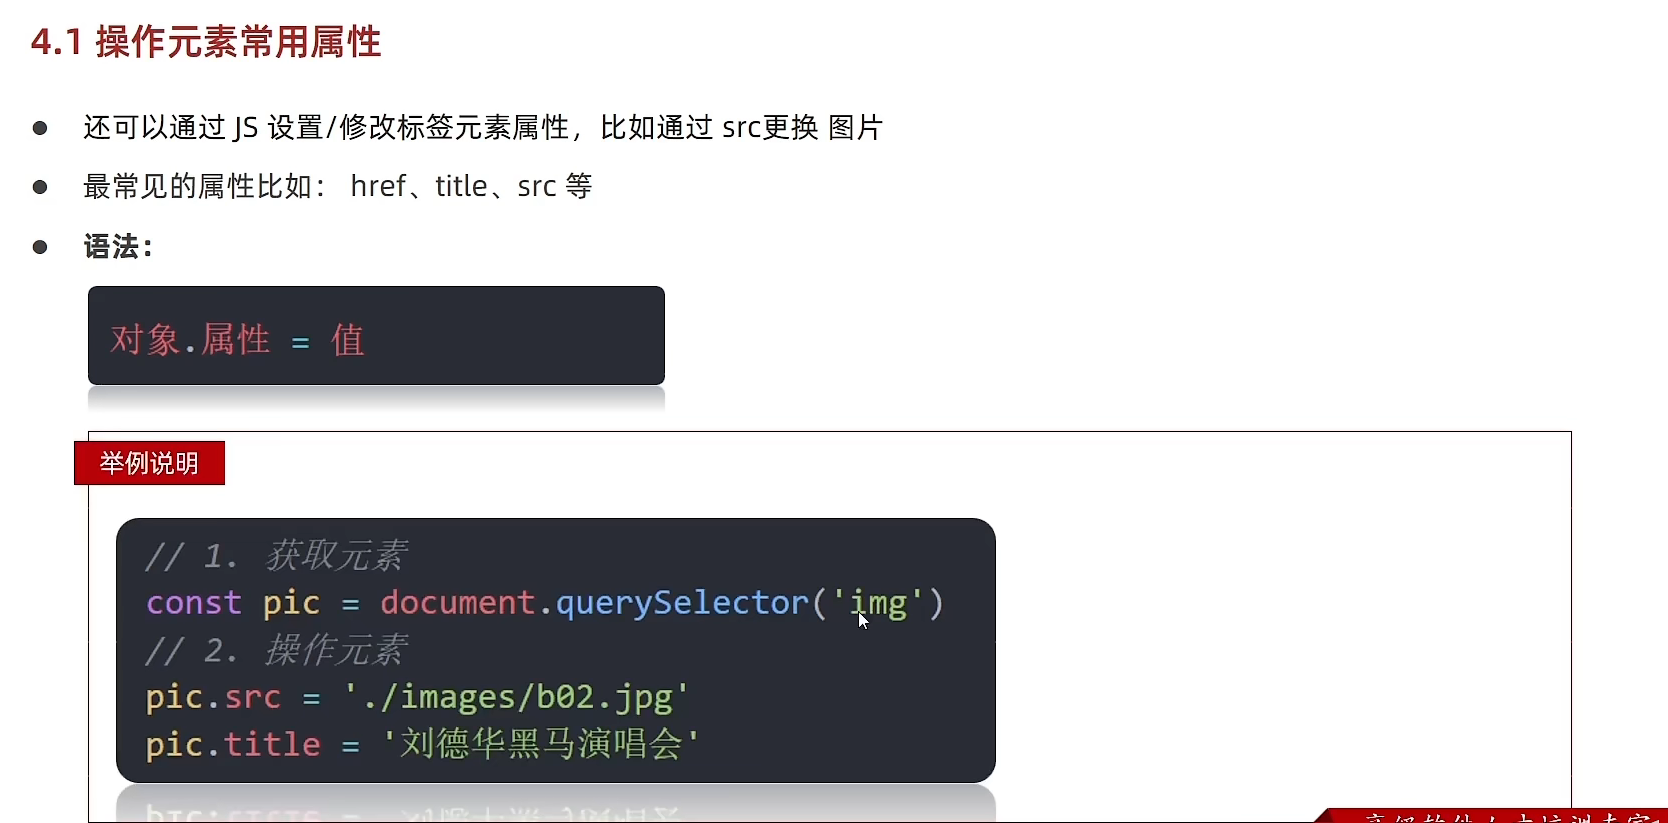 4.1 操作元素常用属性
还可以通过 JS 设置/修改标签元素属性，比如通过 src更换 图片
最常见的属性比如： href、title、src 等
语法：
对象.属性 = 值
举例说明
// 1. 获取元素
const pic = document.querySelector('img')
// 2. 操作元素
pic.src = './images/b02.jpg'
pic.title = '刘德华黑马演唱会'